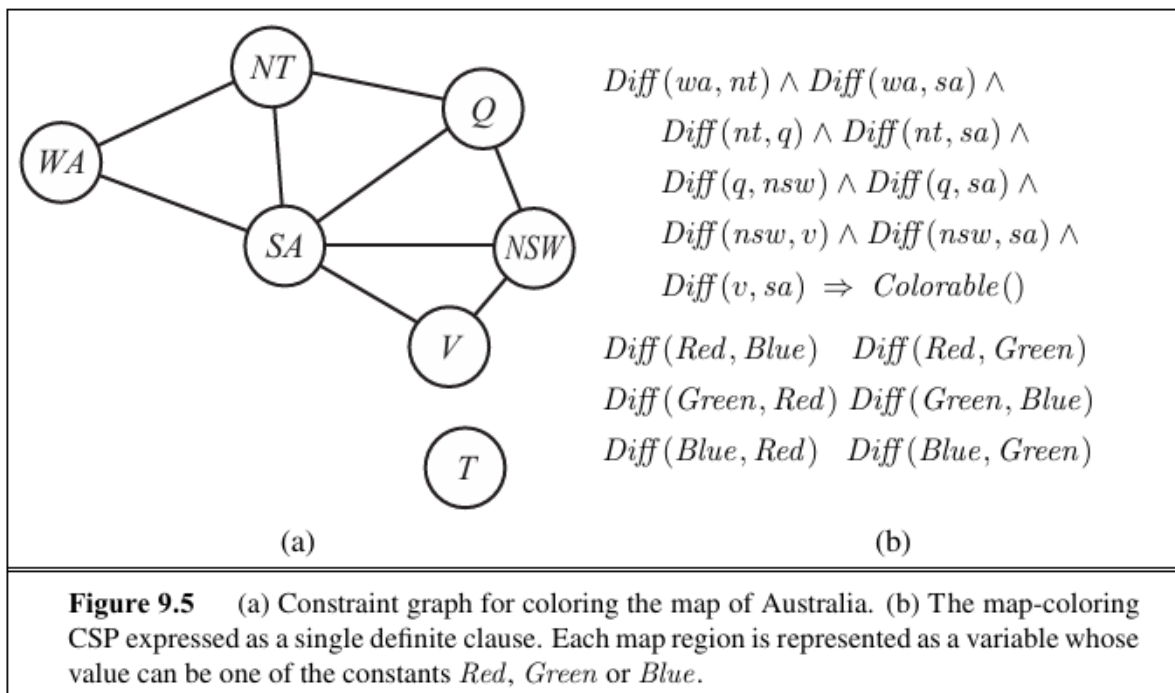 NT
Q
WA
SA
NSW
V
T
(a)
Diff(wa, nt) ∧ Diff(wa, sa) ∧
Diff(nt, q) ∧ Diff(nt, sa) ∧
Diff(q, nsw) ∧ Diff(q, sa) ∧
Diff(nsw, v) ∧ Diff(nsw, sa) ∧
Diff(v, sa) ⇒ Colorable()
Diff(Red, Blue) Diff(Red, Green)
Diff(Green, Red) Diff(Green, Blue)
Diff(Blue, Red) Diff(Blue, Green)
(b)
Figure 9.5 (a) Constraint graph for coloring the map of Australia. (b) The map-coloring
CSP expressed as a single definite clause. Each map region is represented as a variable whose
value can be one of the constants Red, Green or Blue.